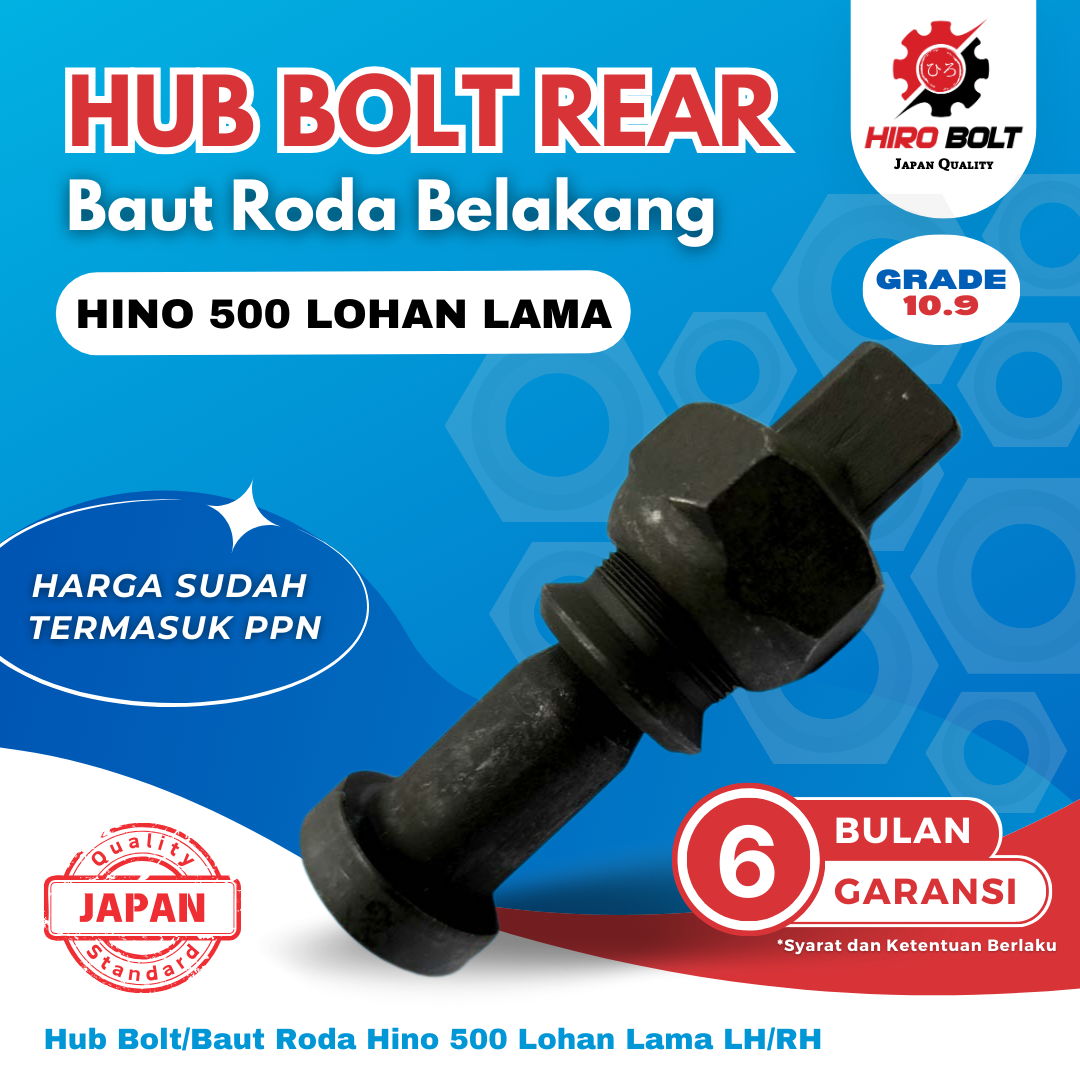 HUB BOLT REAR
Baut Roda Belakang
HINO 500 LOHAN LAMA
ひろ
HIRO BOLT
JAPAN QUALITY
GRADE
10.9
HARGA SUDAH
TERMASUK PPN
Quality
JAPAN
Standard
6
BULAN
GARANSI
*Syarat dan Ketentuan Berlaku
Hub Bolt/Baut Roda Hino 500 Lohan Lama LH/RH